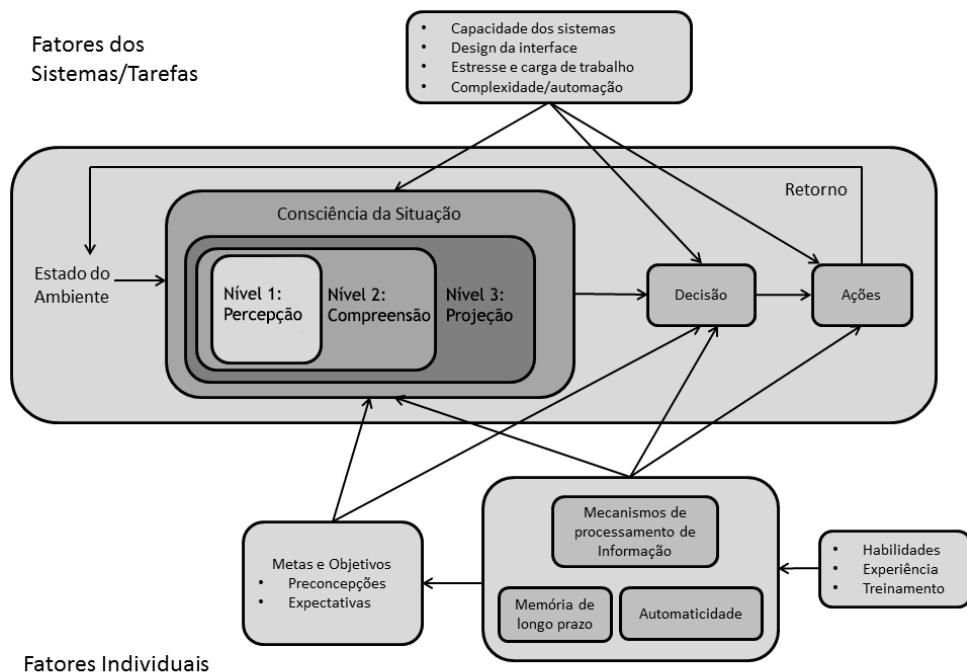 Fatores dos
Sistemas/Tarefas
• Capacidade dos sistemas
• Design da interface
• Estresse e carga de trabalho
• Complexidade/automação
Retorno
Consciência da Situação
Estado do
Ambiente
Nível 1:
Percepção
Nível 2:
Compreensão
Nível 3:
Projeção
Decisão
Ações
Metas e Objetivos
• Preconcepções
• Expectativas
Mecanismos de
processamento de
Informação
Memória de
longo prazo
Automaticidade
• Habilidades
• Experiência
• Treinamento
Fatores Individuais